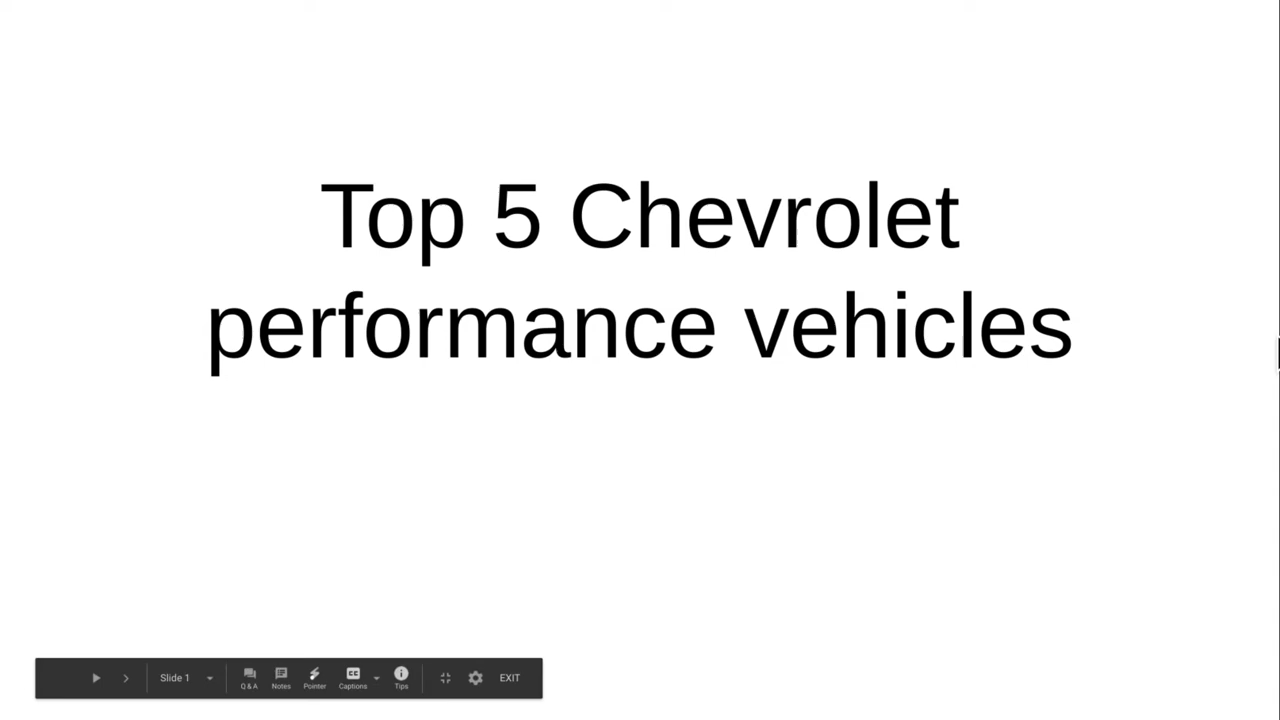 Top 5 Chevrolet
performance vehicles
Slide 1
Q & A
Notes
Pointer
Captions
Tips
EXIT